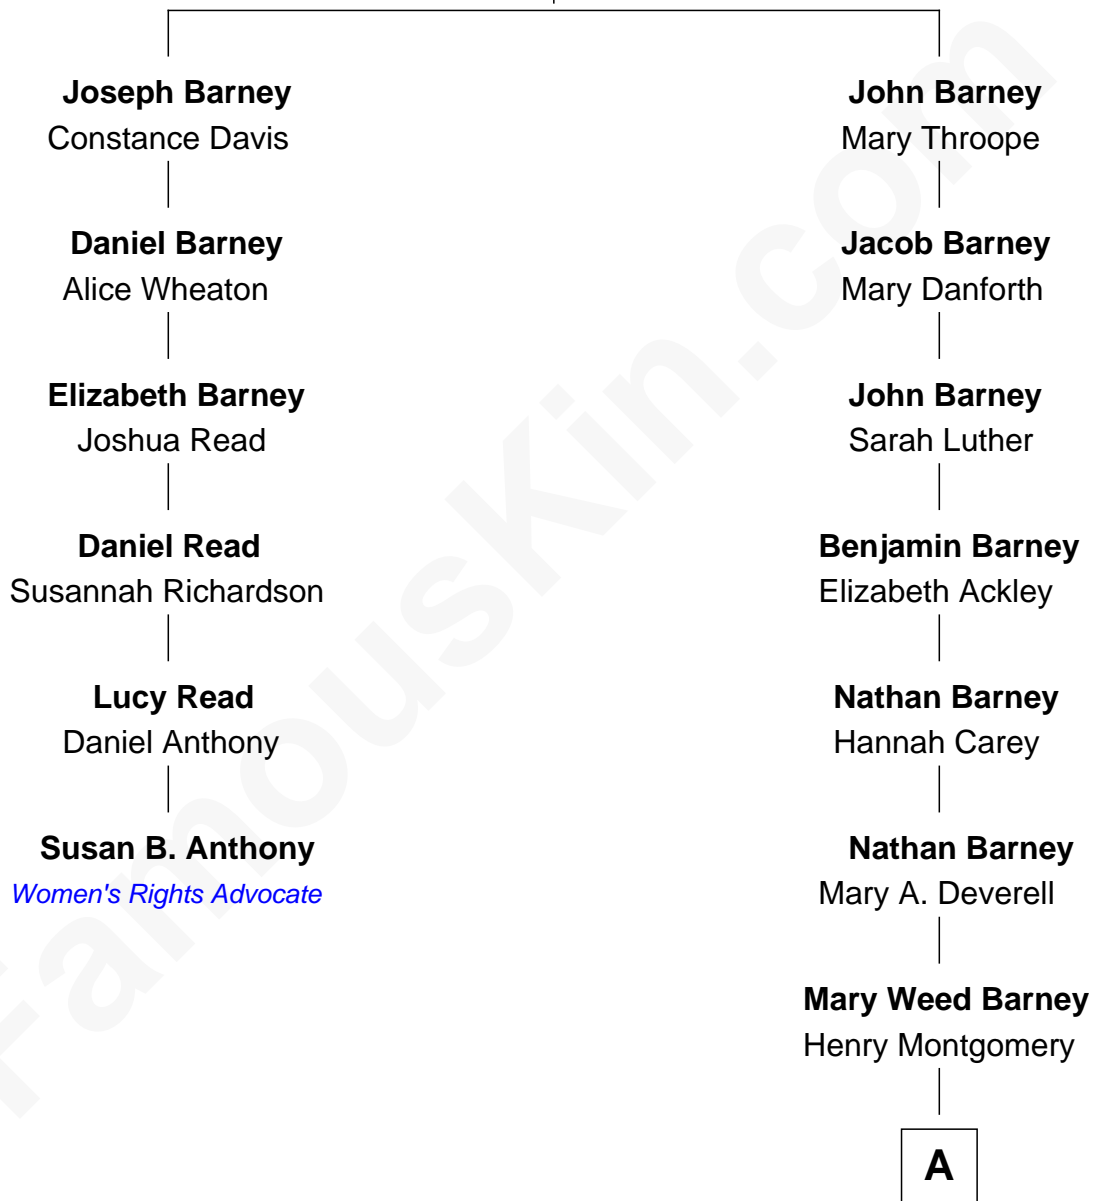 Joseph Barney
Constance Davis
Daniel Barney
Alice Wheaton
Elizabeth Barney
Joshua Read
Daniel Read
Susannah Richardson
Lucy Read
Daniel Anthony
Susan B. Anthony
Women's Rights Advocate
John Barney
Mary Throope
Jacob Barney
Mary Danforth
John Barney
Sarah Luther
Benjamin Barney
Elizabeth Ackley
Nathan Barney
Hannah Carey
Nathan Barney
Mary A. Deverell
Mary Weed Barney
Henry Montgomery
A
FamousKin.com